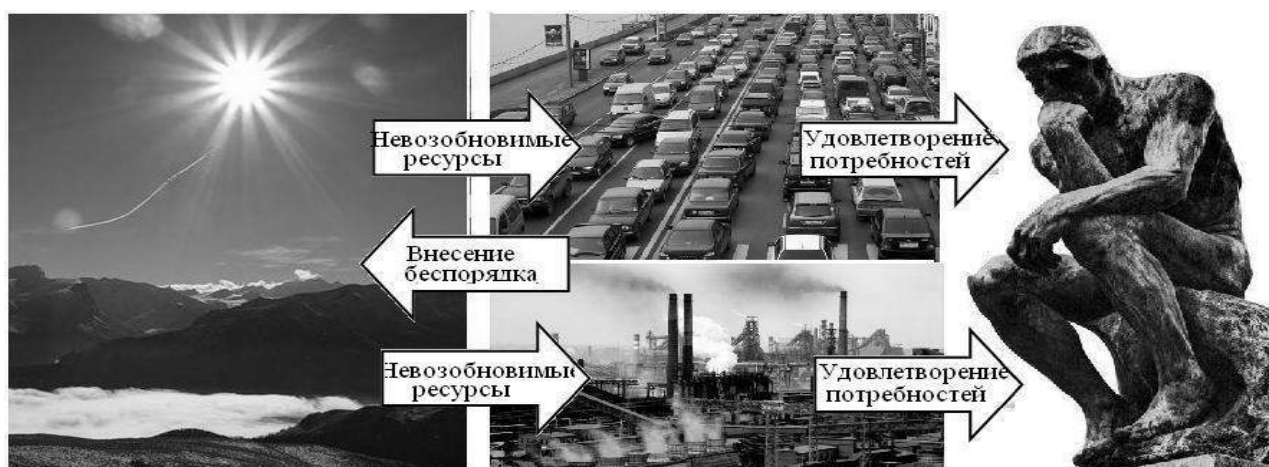 Невозобновимые
ресурсы
Удовлетворение
потребностей
Внесение
беспорядка
Невозобновимые
ресурсы
Удовлетворение
потребностей